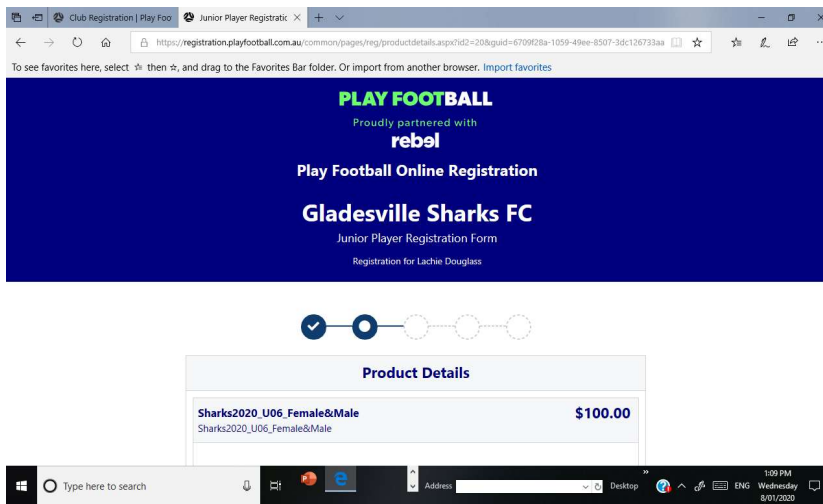 Club Registration | Play Foo
Junior Player Registratic
https://registration.playfootball.com.au/common/pages/reg/productdetails.aspx?id2=20&guid=6709f28a-1059-49ee-8507-3dc126733aa
To see favorites here, select ☆ then ☆, and drag to the Favorites Bar folder. Or import from another browser. Import favorites
PLAY FOOTBALL
Proudly partnered with
rebel
Play Football Online Registration
Gladesville Sharks FC
Junior Player Registration Form
Registration for Lachie Douglass
Product Details
Sharks2020_U06_Female&Male $100.00
Sharks2020_U06_Female&Male
Type here to search
Address
Desktop
ENG
1:09 PM
Wednesday
8/01/2020